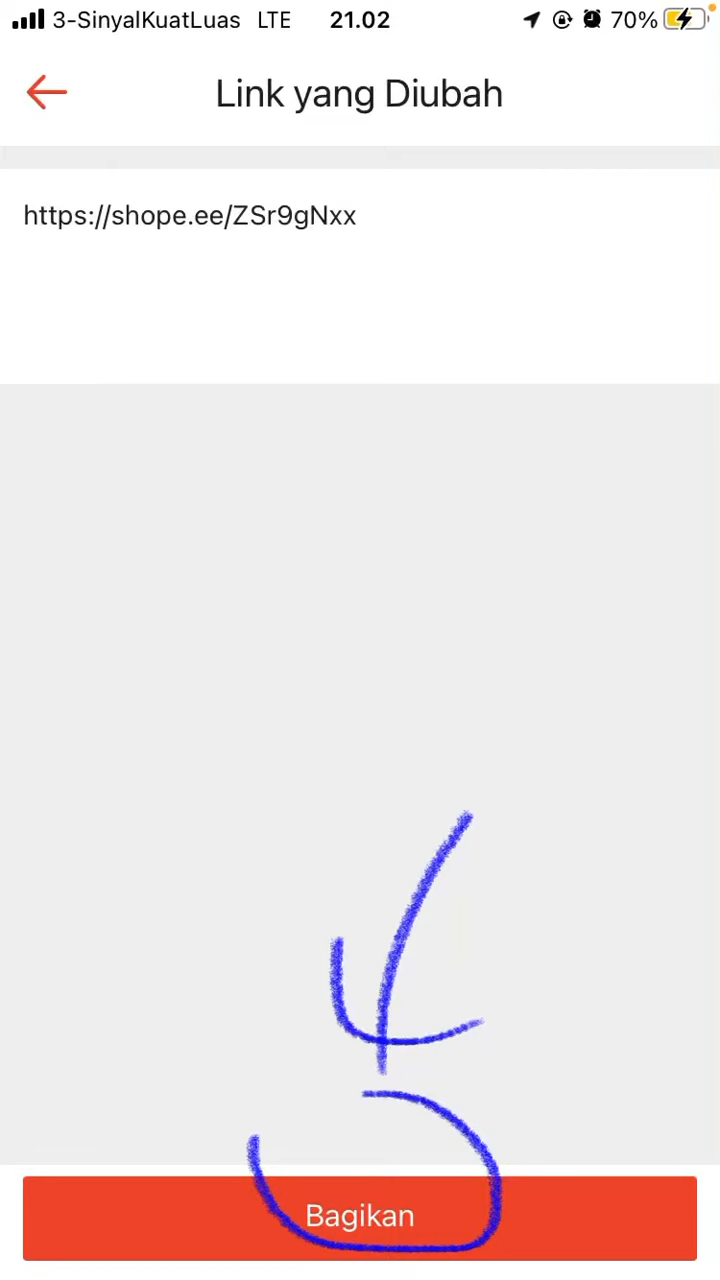 3-SinyalKuatLuas LTE 21.02 70%
Link yang Diubah
https://shope.ee/ZSr9gNxx
Bagikan